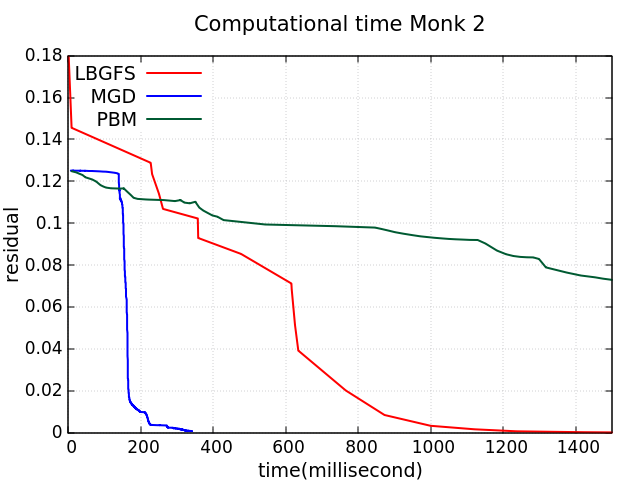 Computational time Monk 2
0.18
0.16
0.14
0.12
0.1
0.08
0.06
0.04
0.02
0
residual
LBGFS
MGD
PBM
0 200 400 600 800 1000 1200 1400
time(millisecond)